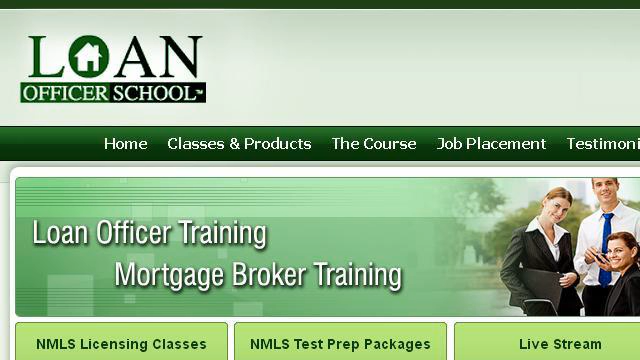 LOAN
OFFICER SCHOOL™
Home Classes & Products The Course Job Placement Testimoni
Loan Officer Training
Mortgage Broker Training
NMLS Licensing Classes NMLS Test Prep Packages Live Stream